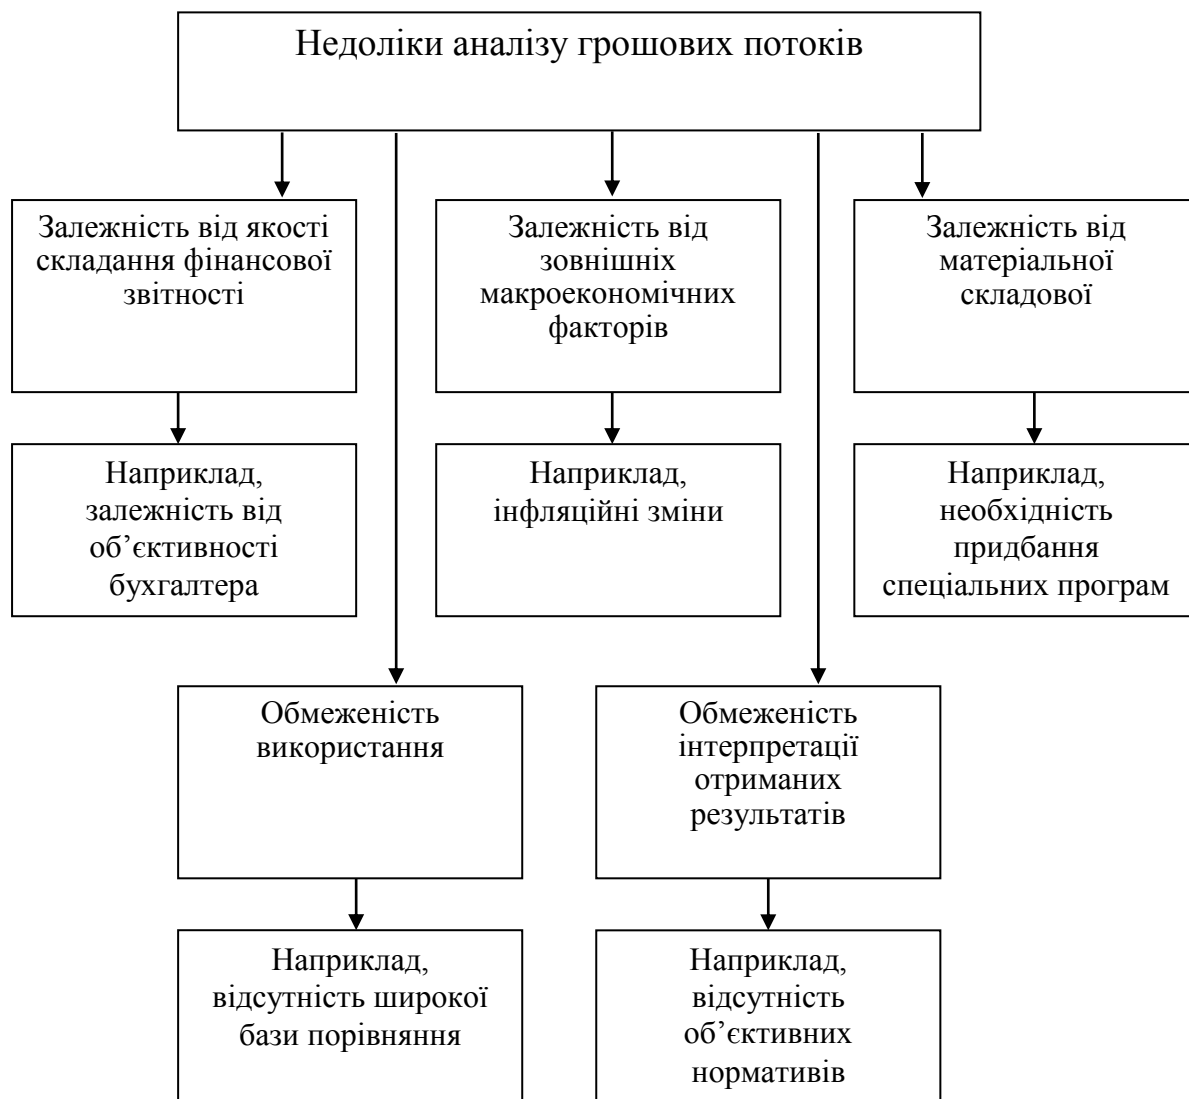 Недоліки аналізу грошових потоків
Залежність від якості
складання фінансової
звітності
Залежність від
зовнішніх
макроекономічних
факторів
Залежність від
матеріальної
складової
Наприклад,
залежність від
об’єктивності
бухгалтера
Наприклад,
інфляційні зміни
Наприклад,
необхідність
придбання
спеціальних програм
Обмеженість
використання
Обмеженість
інтерпретації
отриманих
результатів
Наприклад,
відсутність широкої
бази порівняння
Наприклад,
відсутність
об’єктивних
нормативів